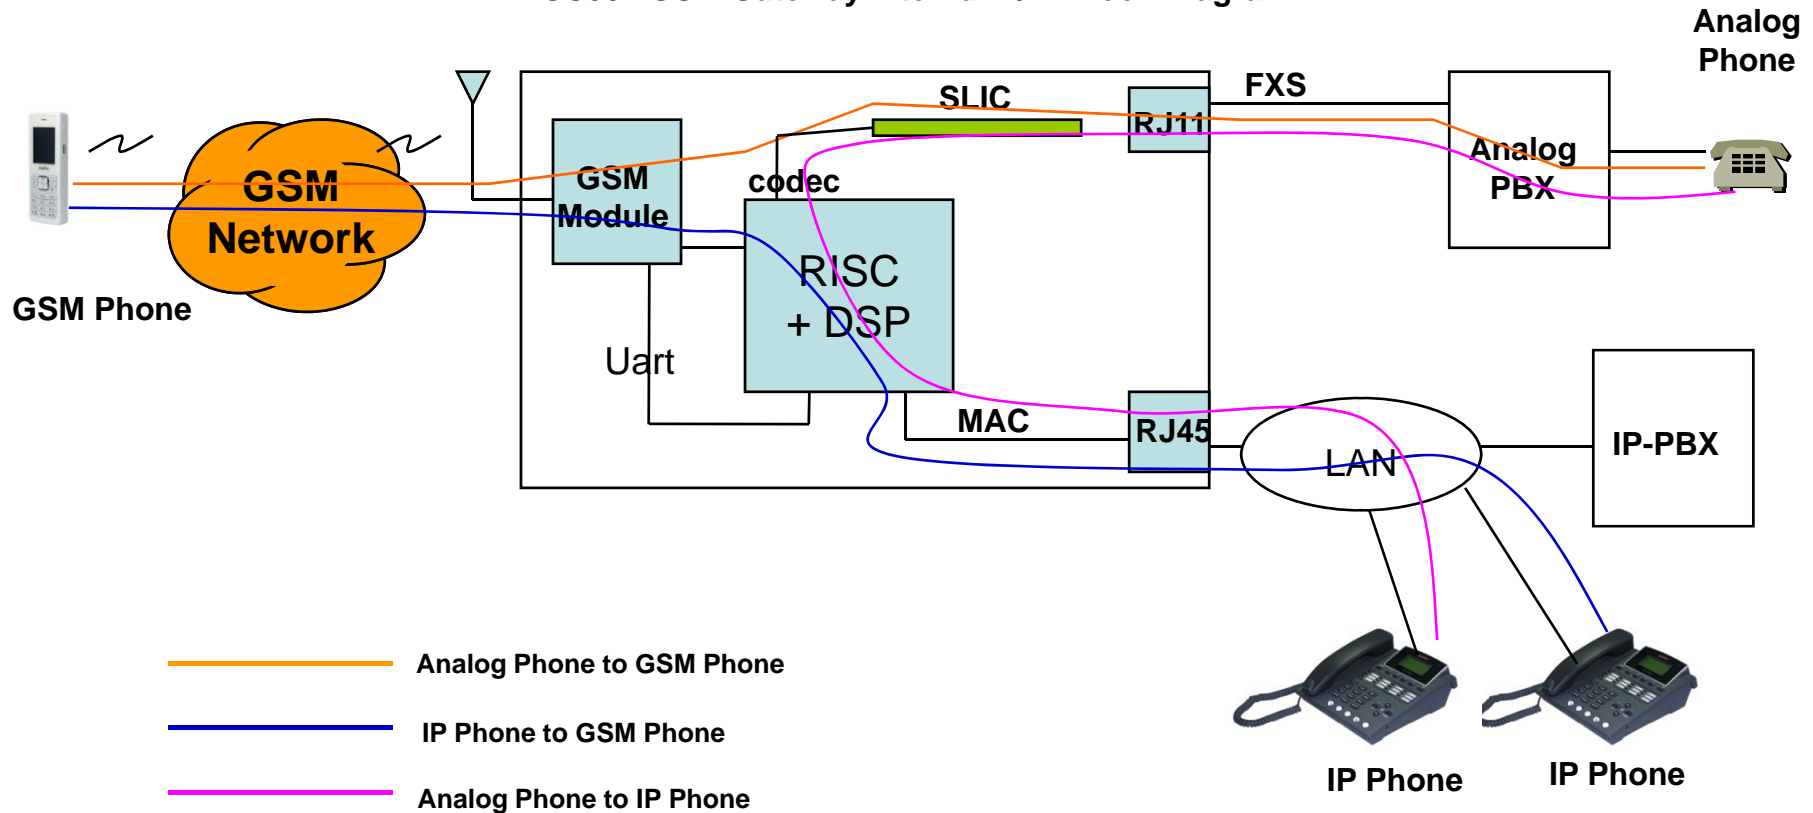 Analog
Phone
FXS
SLIC
RJ11
GSM
Network
GSM
Module
codec
Analog
PBX
RISC
+ DSP
GSM Phone
Uart
MAC
RJ45
LAN
IP-PBX
Analog Phone to GSM Phone
IP Phone to GSM Phone
Analog Phone to IP Phone
IP Phone
IP Phone